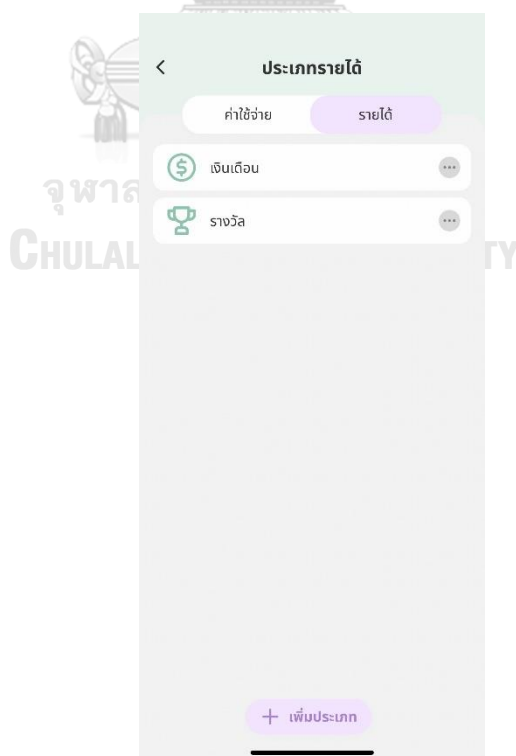 ประเภทรายได้
ค่าใช้จ่าย
รายได้
เงินเดือน
รางวัล
จุฬาล
CHULAL
TY
เพิ่มประเภท